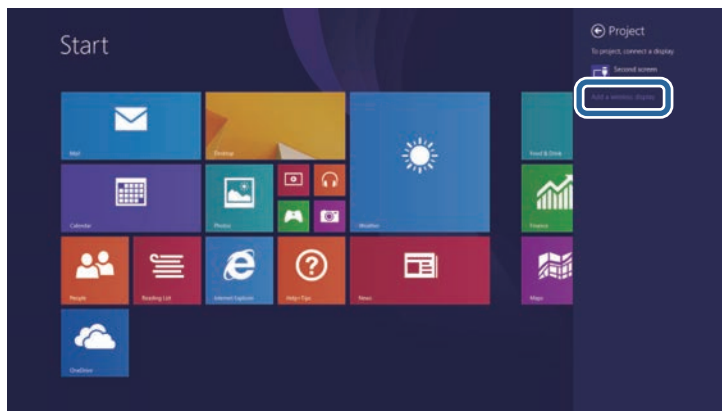 Start
Project
To project, connect a display
Second screen
Add a wireless display
Mail
Desktop
Food & Drink
Calendar
Photos
Weather
Finance
People
Reading List
Internet Explorer
Help+Tips
News
Maps
OneDrive